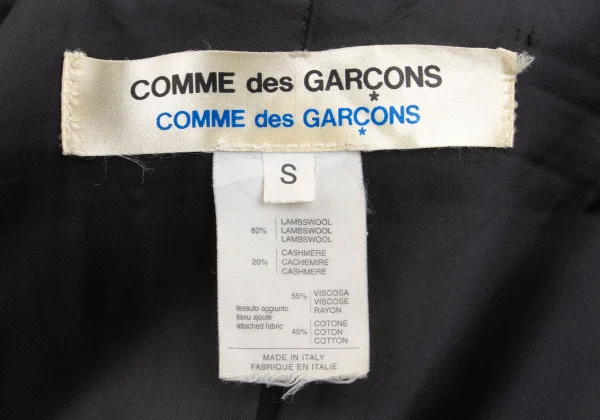 COMME des GARÇONS
*
COMME des GARÇONS
*
S
80% LAMBSWOOL
LAMBSWOOL
LAMBSWOOL
CASHMERE
20% CACHEMIRE
CASHMERE
55% VISCOSA
VISCOSE
RAYON
tessuto aggiunto
tissu ajouté
attached fabric
45% COTONE
COTON
COTTON
MADE IN ITALY
FABRIQUE EN ITALIE